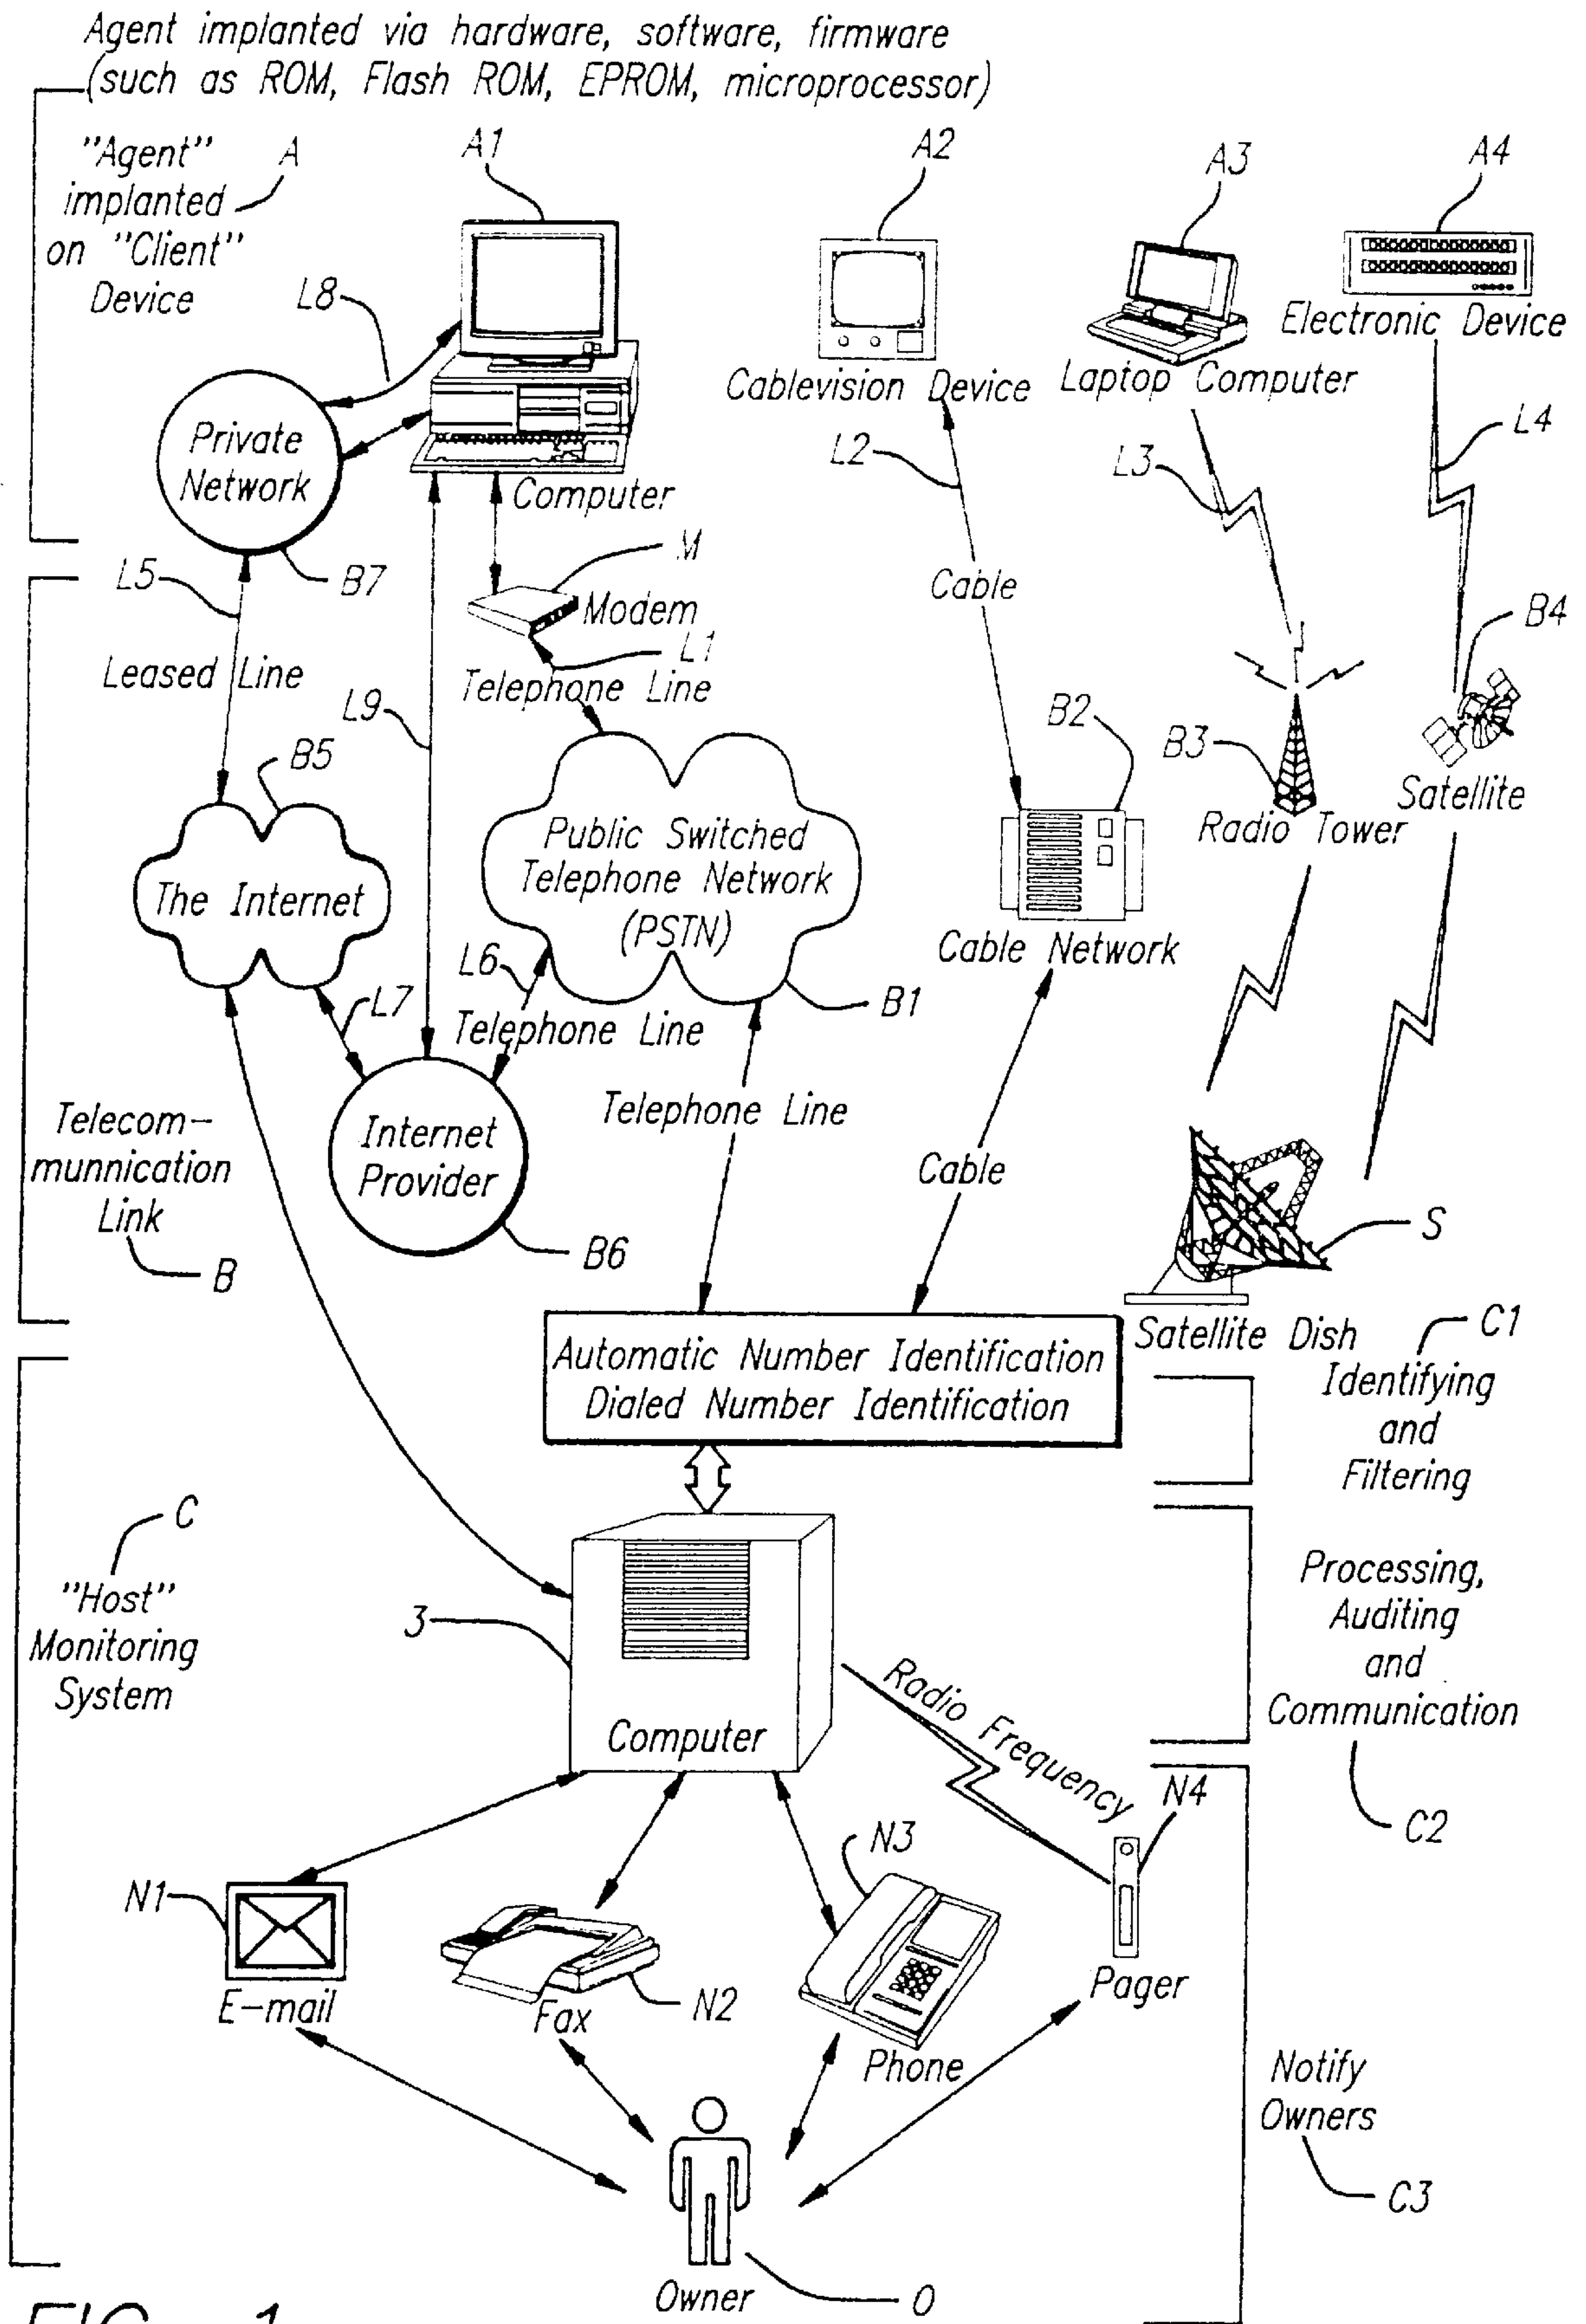 Agent implanted via hardware, software, firmware
(such as ROM, Flash ROM, EPROM, microprocessor)
"Agent"
implanted
on "Client"
Device
A
A1
A2
A3
A4
L8
Private
Network
Computer
Cablevision Device
Laptop Computer
Electronic Device
L2
L3
L4
L5
B7
M
Modem
L1
Cable
B4
Leased Line
Telephone Line
L9
B2
B3
B5
Satellite
Radio Tower
The Internet
Public Switched
Telephone Network
(PSTN)
Cable Network
L6
L7
B1
Telephone Line
Telecom-
munnication
Link
B
Internet
Provider
B6
Telephone Line
Cable
S
Satellite Dish
Automatic Number Identification
Dialed Number Identification
C1
Identifying
and
Filtering
C
"Host"
Monitoring
System
3
Computer
Radio Frequency
Processing,
Auditing
and
Communication
C2
N1
E-mail
N2
Fax
N3
Phone
N4
Pager
Notify
Owners
C3
Owner
O
FIG. 1